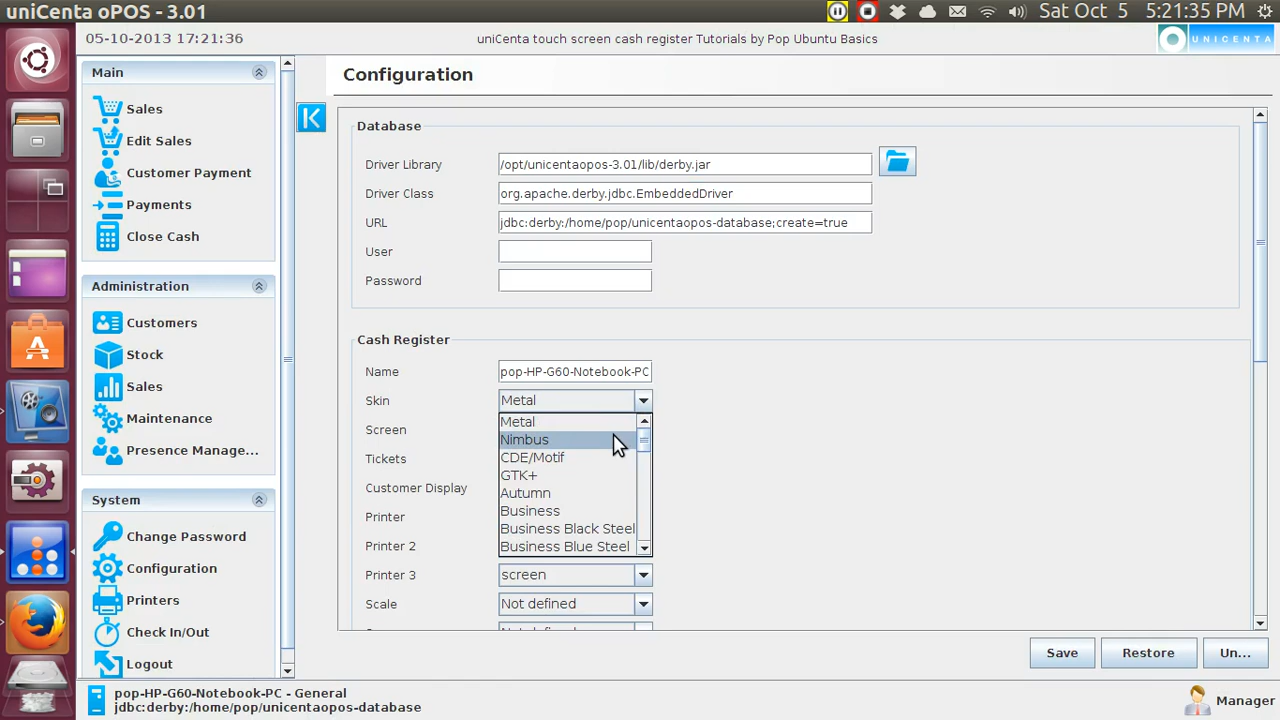 uniCenta oPOS - 3.01
Sat Oct 5 5:21:35 PM
05-10-2013 17:21:36
uniCenta touch screen cash register Tutorials by Pop Ubuntu Basics
UNICENTA
Main
Sales
Edit Sales
Customer Payment
Payments
Close Cash
Administration
Customers
Stock
Sales
Maintenance
Presence Manage...
System
Change Password
Configuration
Printers
Check In/Out
Logout
Configuration
Database
Driver Library
/opt/unicentaopos-3.01/lib/derby.jar
Driver Class
org.apache.derby.jdbc.EmbeddedDriver
URL
jdbc:derby:/home/pop/unicentaopos-database;create=true
User
Password
Cash Register
Name
pop-HP-G60-Notebook-PC
Skin
Metal
Metal
Nimbus
CDE/Motif
GTK+
Autumn
Business
Business Black Steel
Business Blue Steel
Screen
Tickets
Customer Display
Printer
Printer 2
Printer 3
screen
Scale
Not defined
Save
Restore
Un...
pop-HP-G60-Notebook-PC - General
jdbc:derby:/home/pop/unicentaopos-database
Manager